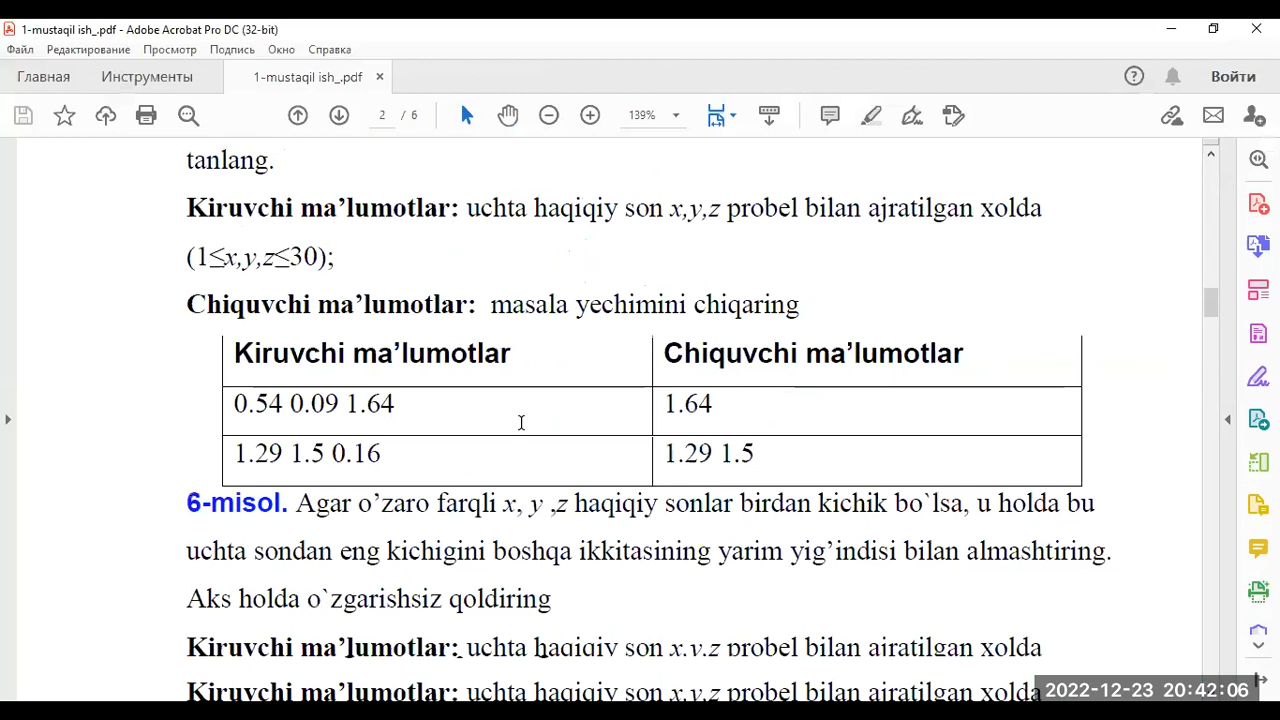 1-mustaqil ish_.pdf - Adobe Acrobat Pro DC (32-bit)
Файл Редактирование Просмотр Подпись Окно Справка
Главная Инструменты 1-mustaqil ish_.pdf × Войти
2 / 6 139%
tanlang.
Kiruvchi ma’lumotlar: uchta haqiqiy son x,y,z probel bilan ajratilgan xolda
(1≤x,y,z≤30);
Chiquvchi ma’lumotlar: masala yechimini chiqaring
Kiruvchi ma’lumotlar Chiquvchi ma’lumotlar
0.54 0.09 1.64 1.64
1.29 1.5 0.16 1.29 1.5
6-misol. Agar o’zaro farqli x, y ,z haqiqiy sonlar birdan kichik bo`lsa, u holda bu
uchta sondan eng kichigini boshqa ikkitasining yarim yig’indisi bilan almashtiring.
Aks holda o`zgarishsiz qoldiring
Kiruvchi ma’lumotlar: uchta haqiqiy son x,y,z probel bilan ajratilgan xolda
Kiruvchi ma’lumotlar: uchta haqiqiy son x,y,z probel bilan ajratilgan xolda
2022-12-23 20:42:06